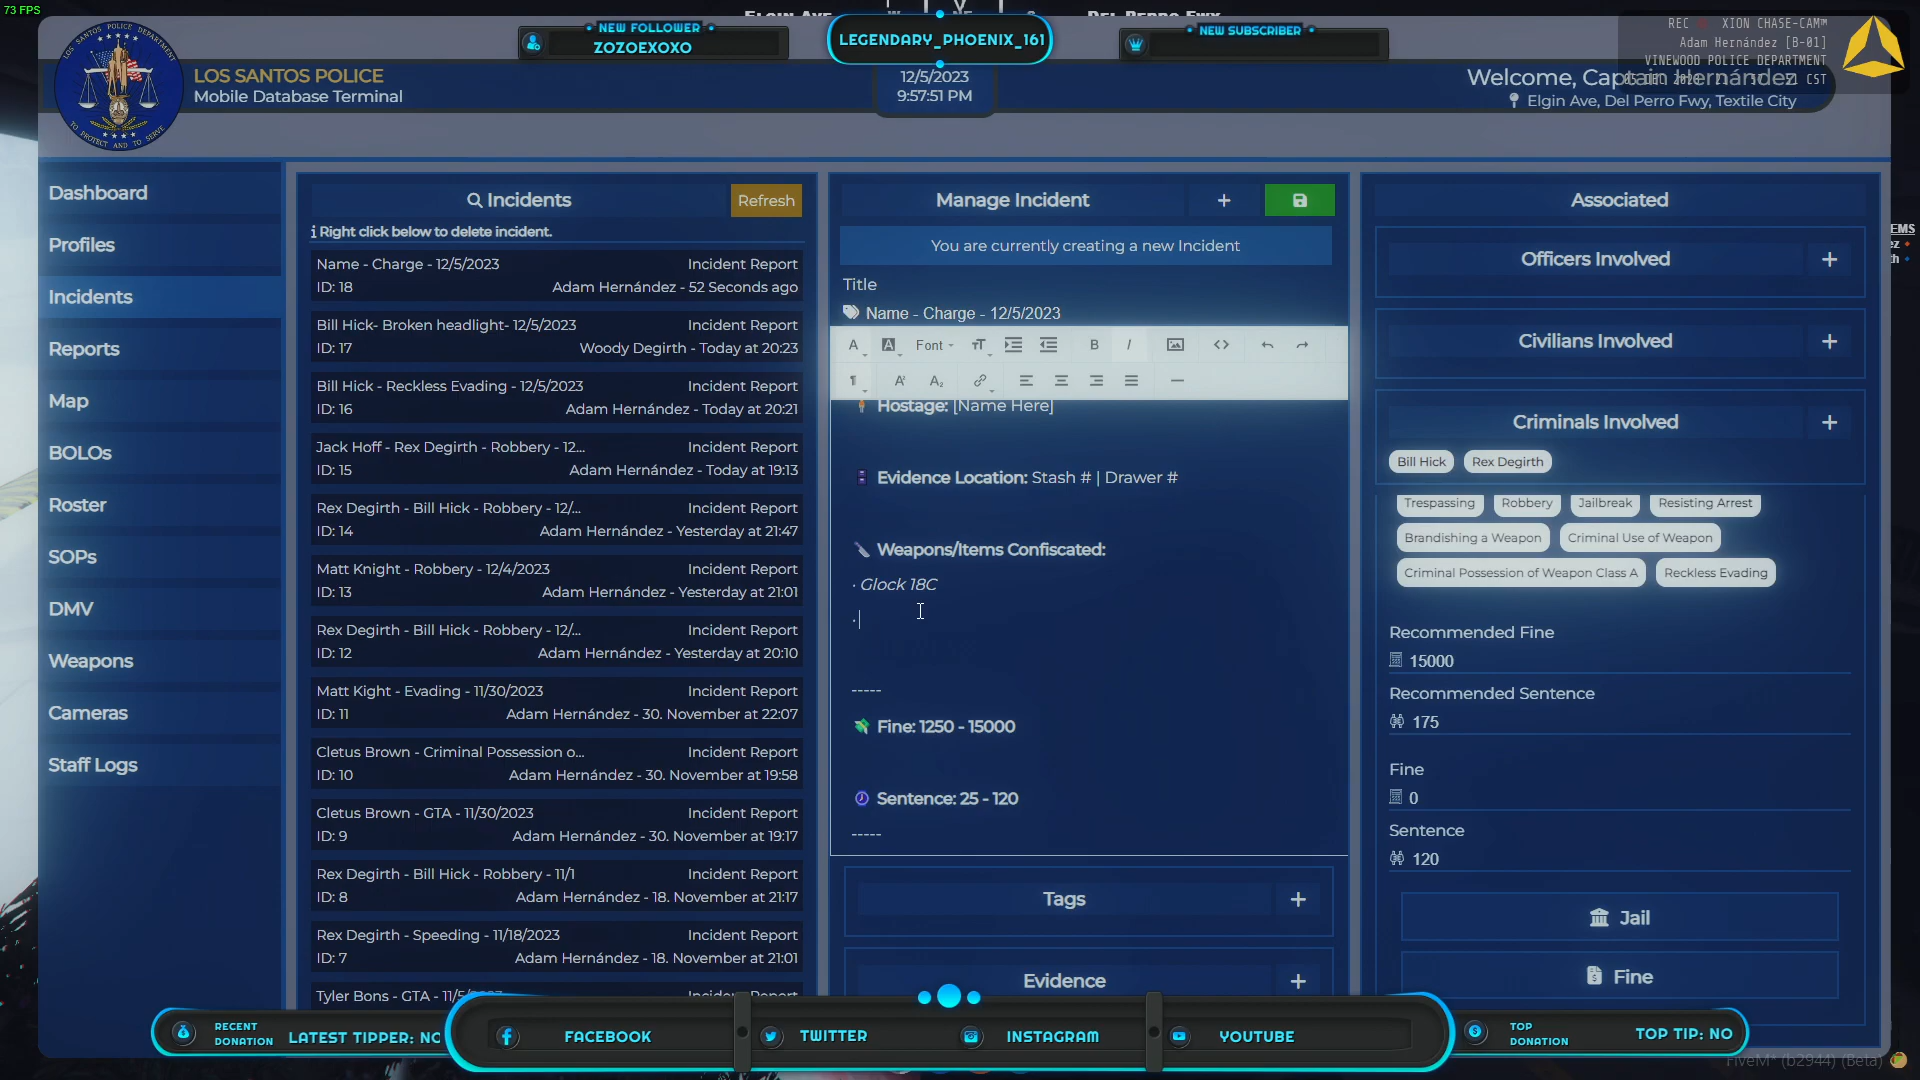 73 FPS
ELGIN AVE
DEL PERRO FWY
NEW FOLLOWER
ZOZOEXOXO
LEGENDARY_PHOENIX_161
NEW SUBSCRIBER
REC XION CHASE-CAM™
Adam Hernández [B-01]
VINEWOOD POLICE DEPARTMENT
LOS SANTOS POLICE
Mobile Database Terminal
12/5/2023
9:57:51 PM
Welcome, Captain Hernández
Elgin Ave, Del Perro Fwy, Textile City
Dashboard
Profiles
Incidents
Reports
Map
BOLOs
Roster
SOPs
DMV
Weapons
Cameras
Staff Logs
Incidents
Refresh
Right click below to delete incident.
Name - Charge - 12/5/2023 Incident Report
ID: 18 Adam Hernández - 52 Seconds ago
Bill Hick- Broken headlight- 12/5/2023 Incident Report
ID: 17 Woody Degirth - Today at 20:23
Bill Hick - Reckless Evading - 12/5/2023 Incident Report
ID: 16 Adam Hernández - Today at 20:21
Jack Hoff - Rex Degirth - Robbery - 12... Incident Report
ID: 15 Adam Hernández - Today at 19:13
Rex Degirth - Bill Hick - Robbery - 12/... Incident Report
ID: 14 Adam Hernández - Yesterday at 21:47
Matt Knight - Robbery - 12/4/2023 Incident Report
ID: 13 Adam Hernández - Yesterday at 21:01
Rex Degirth - Bill Hick - Robbery - 12/... Incident Report
ID: 12 Adam Hernández - Yesterday at 20:10
Matt Kight - Evading - 11/30/2023 Incident Report
ID: 11 Adam Hernández - 30. November at 22:07
Cletus Brown - Criminal Possession o... Incident Report
ID: 10 Adam Hernández - 30. November at 19:58
Cletus Brown - GTA - 11/30/2023 Incident Report
ID: 9 Adam Hernández - 30. November at 19:17
Rex Degirth - Bill Hick - Robbery - 11/1 Incident Report
ID: 8 Adam Hernández - 18. November at 21:17
Rex Degirth - Speeding - 11/18/2023 Incident Report
ID: 7 Adam Hernández - 18. November at 21:01
Tyler Bons - GTA - 11/5
Manage Incident
You are currently creating a new Incident
Title
Name - Charge - 12/5/2023
Font
Hostage: [Name Here]
Evidence Location: Stash # | Drawer #
Weapons/Items Confiscated:
· Glock 18C
·
-----
Fine: 1250 - 15000
Sentence: 25 - 120
-----
Tags
Evidence
Associated
Officers Involved
Civilians Involved
Criminals Involved
Bill Hick Rex Degirth
Trespassing Robbery Jailbreak Resisting Arrest
Brandishing a Weapon Criminal Use of Weapon
Criminal Possession of Weapon Class A Reckless Evading
Recommended Fine
15000
Recommended Sentence
175
Fine
0
Sentence
120
Jail
Fine
RECENT DONATION
LATEST TIPPER: NO
FACEBOOK
TWITTER
INSTAGRAM
YOUTUBE
TOP DONATION
TOP TIP: NO
FiveM* (b2944) (Beta)